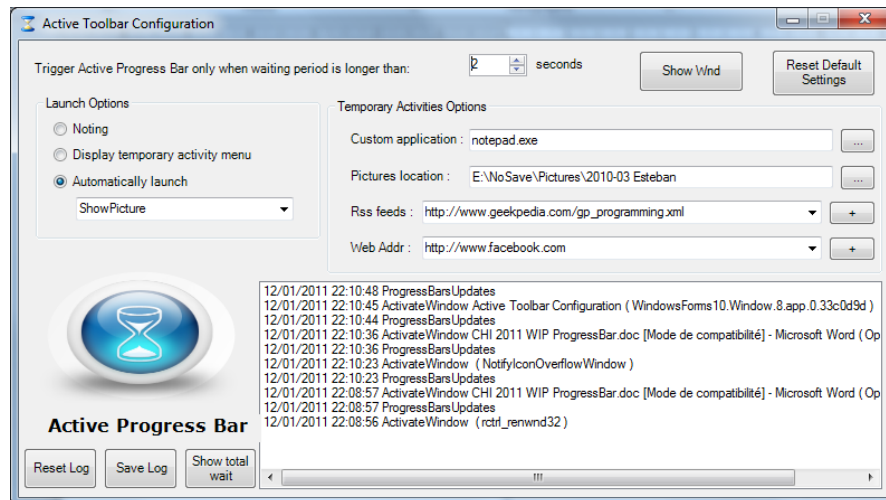 Active Toolbar Configuration
Trigger Active Progress Bar only when waiting period is longer than: 2 seconds
Show Wnd
Reset Default
Settings
Launch Options
Noting
Display temporary activity menu
Automatically launch
ShowPicture
Temporary Activities Options
Custom application : notepad.exe ...
Pictures location : E:\NoSave\Pictures\2010-03 Esteban ...
Rss feeds : http://www.geekpedia.com/gp_programming.xml +
Web Addr : http://www.facebook.com +
12/01/2011 22:10:48 ProgressBarsUpdates
12/01/2011 22:10:45 ActivateWindow Active Toolbar Configuration ( WindowsForms10.Window.8.app.0.33c0d9d )
12/01/2011 22:10:44 ProgressBarsUpdates
12/01/2011 22:10:36 ActivateWindow CHI 2011 WIP ProgressBar.doc [Mode de compatibilité] - Microsoft Word ( Op
12/01/2011 22:10:36 ProgressBarsUpdates
12/01/2011 22:10:23 ActivateWindow ( NotifyIconOverflowWindow )
12/01/2011 22:10:23 ProgressBarsUpdates
12/01/2011 22:08:57 ActivateWindow CHI 2011 WIP ProgressBar.doc [Mode de compatibilité] - Microsoft Word ( Op
12/01/2011 22:08:57 ProgressBarsUpdates
12/01/2011 22:08:56 ActivateWindow ( rctrl_renwnd32 )
Active Progress Bar
Reset Log
Save Log
Show total
wait